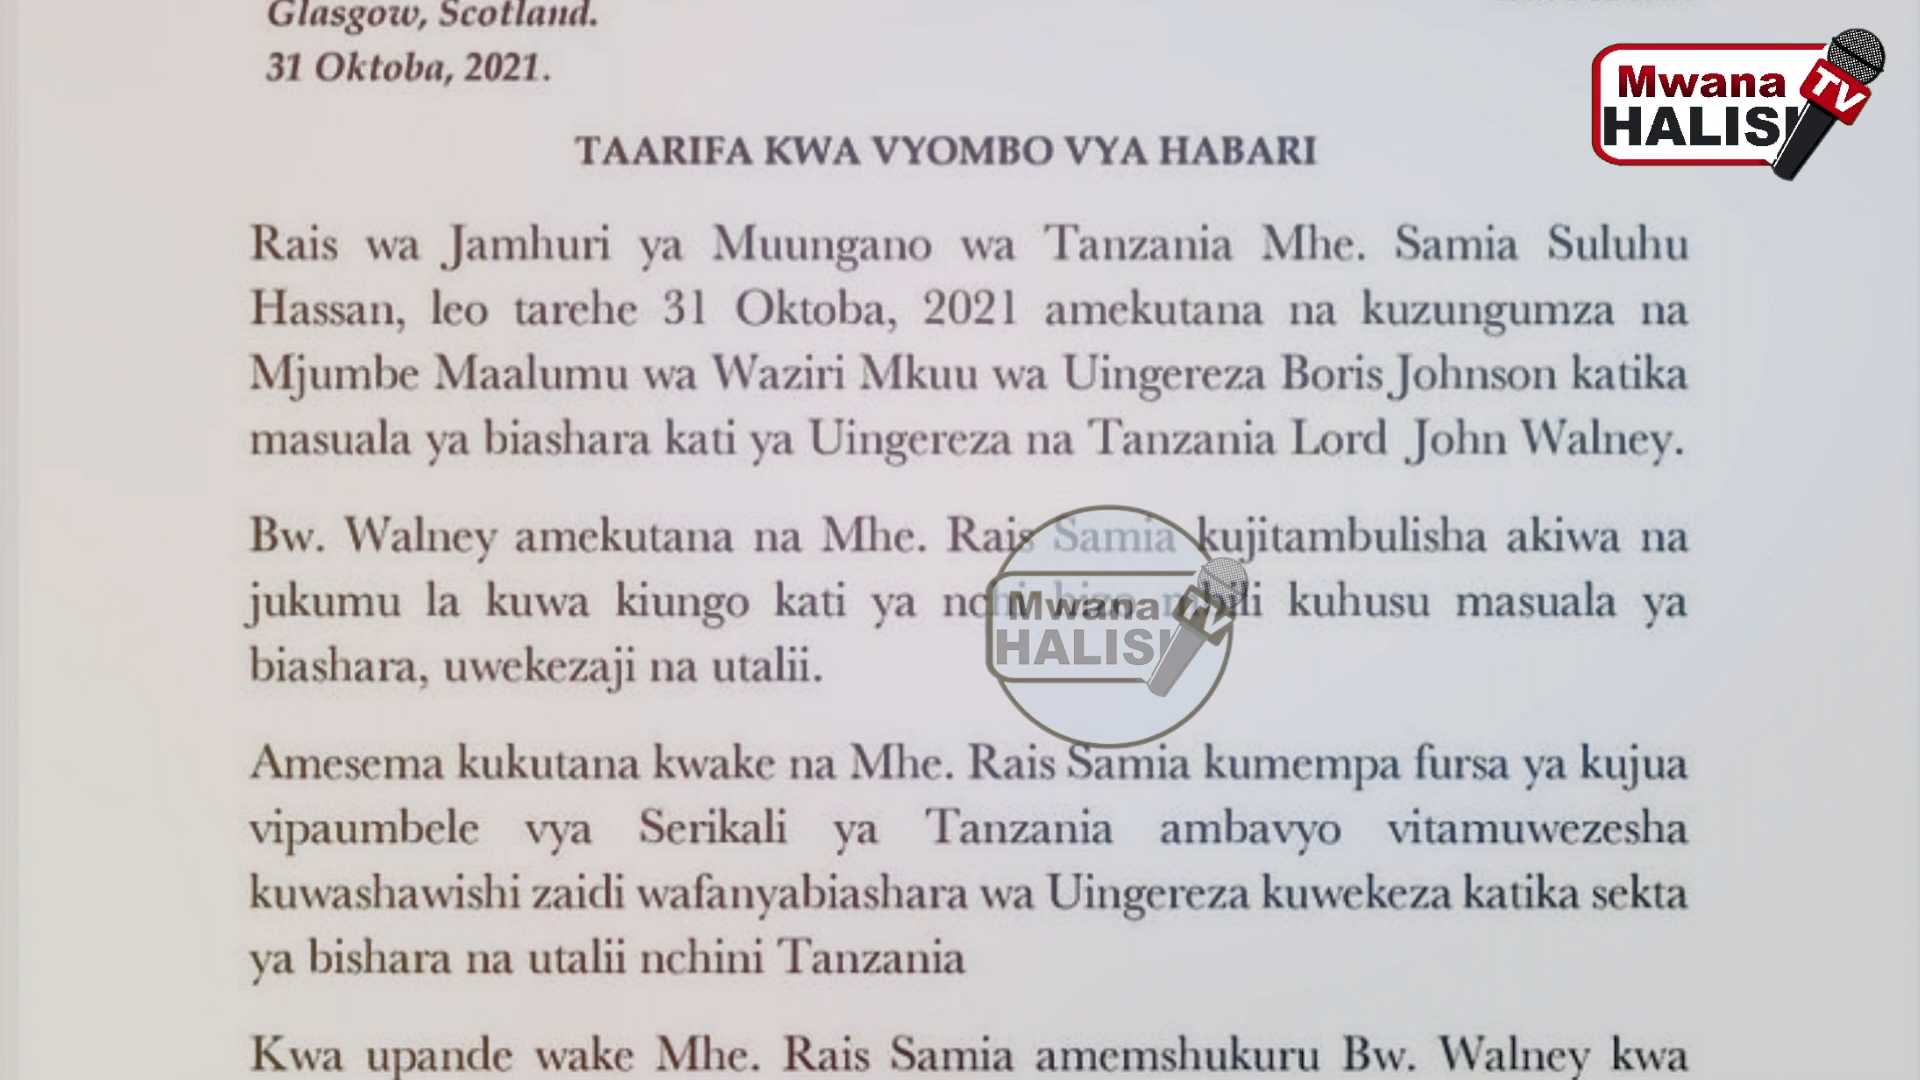 Glasgow, Scotland.
31 Oktoba, 2021.
Mwana
HALISI
TV
TAARIFA KWA VYOMBO VYA HABARI
Rais wa Jamhuri ya Muungano wa Tanzania Mhe. Samia Suluhu
Hassan, leo tarehe 31 Oktoba, 2021 amekutana na kuzungumza na
Mjumbe Maalumu wa Waziri Mkuu wa Uingereza Boris Johnson katika
masuala ya biashara kati ya Uingereza na Tanzania Lord John Walney.
Bw. Walney amekutana na Mhe. Rais Samia kujitambulisha akiwa na
jukumu la kuwa kiungo kati ya nchi hizo mbili kuhusu masuala ya
biashara, uwekezaji na utalii.
Mwana
HALISI
TV
Amesema kukutana kwake na Mhe. Rais Samia kumempa fursa ya kujua
vipaumbele vya Serikali ya Tanzania ambavyo vitamuwezesha
kuwashawishi zaidi wafanyabiashara wa Uingereza kuwekeza katika sekta
ya bishara na utalii nchini Tanzania
Kwa upande wake Mhe. Rais Samia amemshukuru Bw. Walney kwa